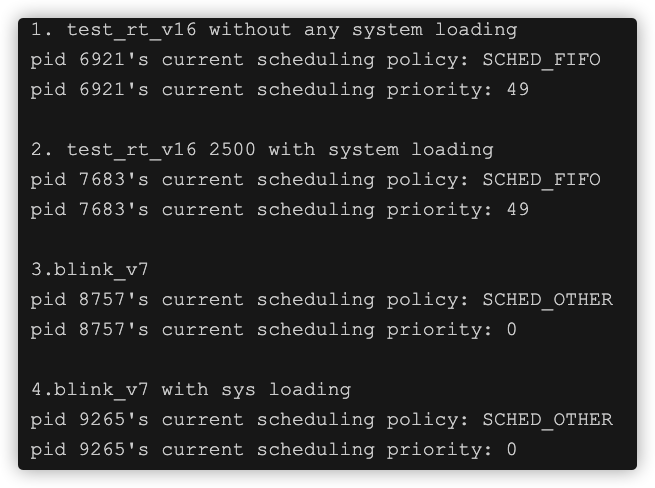 1. test_rt_v16 without any system loading
pid 6921's current scheduling policy: SCHED_FIFO
pid 6921's current scheduling priority: 49
2. test_rt_v16 2500 with system loading
pid 7683's current scheduling policy: SCHED_FIFO
pid 7683's current scheduling priority: 49
3.blink_v7
pid 8757's current scheduling policy: SCHED_OTHER
pid 8757's current scheduling priority: 0
4.blink_v7 with sys loading
pid 9265's current scheduling policy: SCHED_OTHER
pid 9265's current scheduling priority: 0